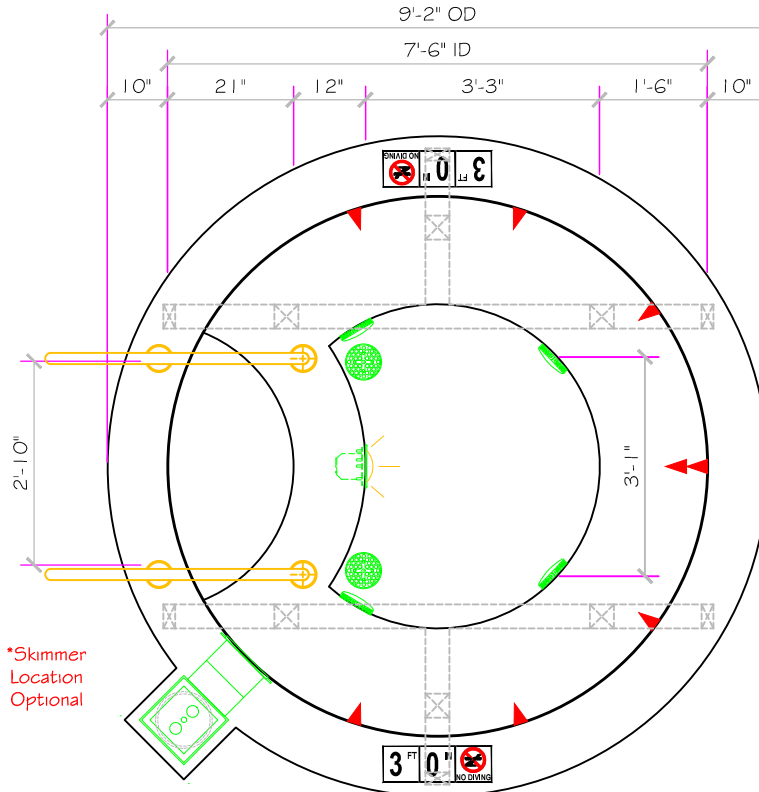 9'-2" OD
7'-6" ID
10" 21" 12" 3'-3" 1'-6" 10"
NO DIVING 0 IN 3 FT
2'-10"
3'-1"
*Skimmer
Location
Optional
3 FT 0 IN NO DIVING